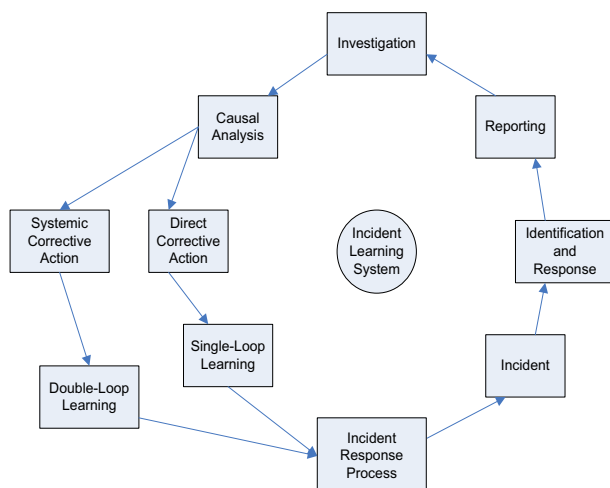 Investigation
Causal
Analysis
Reporting
Systemic
Corrective
Action
Direct
Corrective
Action
Incident
Learning
System
Identification
and
Response
Single-Loop
Learning
Incident
Double-Loop
Learning
Incident
Response
Process